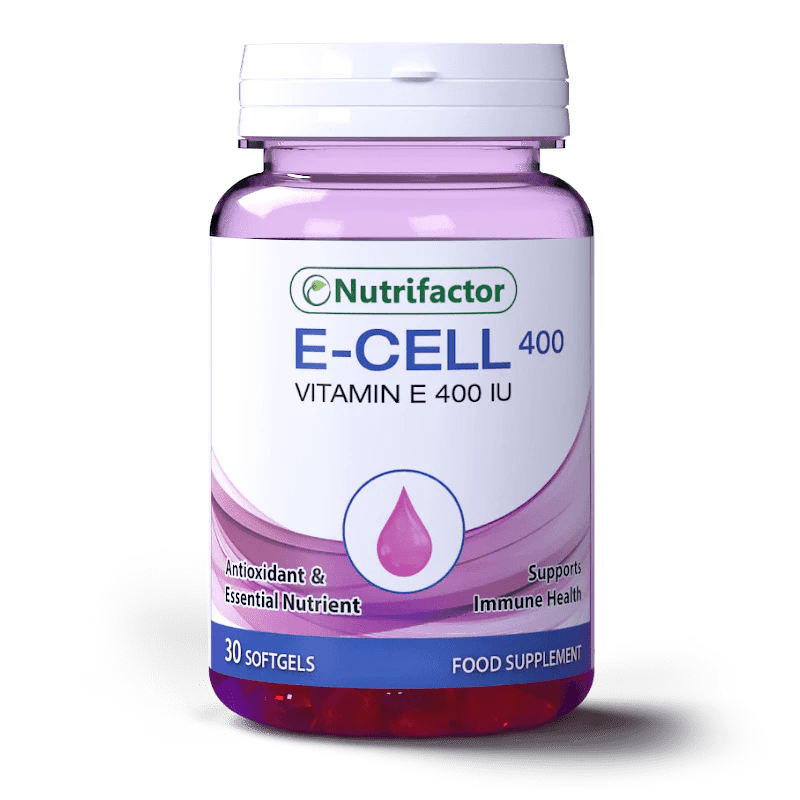 Nutrifactor
E-CELL 400
VITAMIN E 400 IU
Antioxidant &
Essential Nutrient
Supports
Immune Health
30 SOFTGELS
FOOD SUPPLEMENT